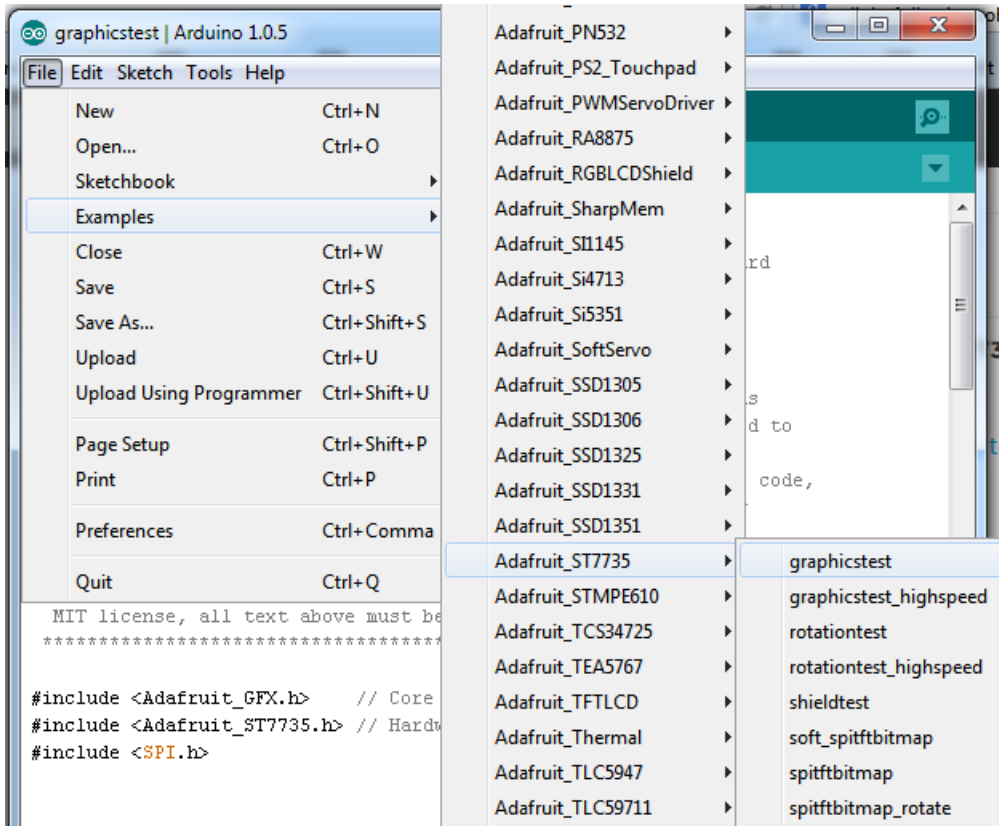 graphicstest | Arduino 1.0.5
File Edit Sketch Tools Help
New Ctrl+N
Open... Ctrl+O
Sketchbook
Examples
Close Ctrl+W
Save Ctrl+S
Save As... Ctrl+Shift+S
Upload Ctrl+U
Upload Using Programmer Ctrl+Shift+U
Page Setup Ctrl+Shift+P
Print Ctrl+P
Preferences Ctrl+Comma
Quit Ctrl+Q
Adafruit_PN532
Adafruit_PS2_Touchpad
Adafruit_PWMServoDriver
Adafruit_RA8875
Adafruit_RGBLCDShield
Adafruit_SharpMem
Adafruit_SI1145
Adafruit_Si4713
Adafruit_Si5351
Adafruit_SoftServo
Adafruit_SSD1305
Adafruit_SSD1306
Adafruit_SSD1325
Adafruit_SSD1331
Adafruit_SSD1351
Adafruit_ST7735
Adafruit_STMPE610
Adafruit_TCS34725
Adafruit_TEA5767
Adafruit_TFTLCD
Adafruit_Thermal
Adafruit_TLC5947
Adafruit_TLC59711
graphicstest
graphicstest_highspeed
rotationtest
rotationtest_highspeed
shieldtest
soft_spitftbitmap
spitftbitmap
spitftbitmap_rotate
rd
s
d to
code,
MIT license, all text above must be
**************************************
#include <Adafruit_GFX.h> // Core
#include <Adafruit_ST7735.h> // Hardw
#include <SPI.h>